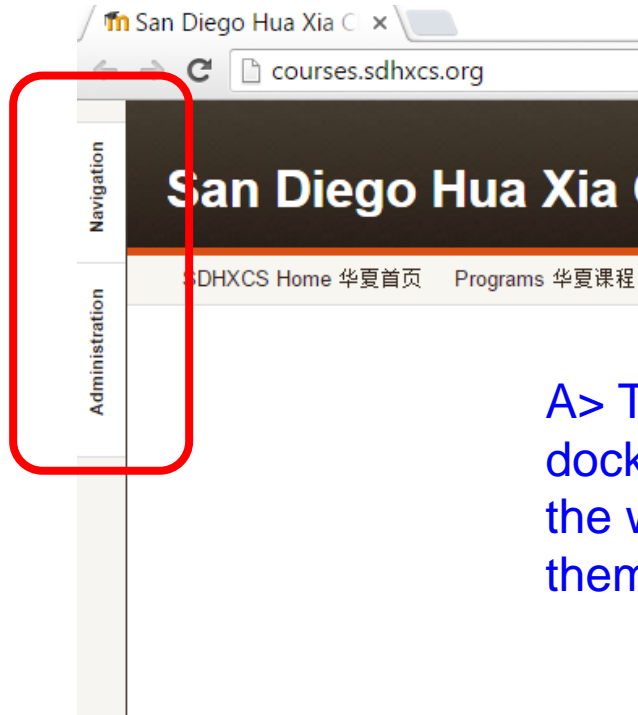 San Diego Hua Xia C
courses.sdhxcs.org
Navigation
San Diego Hua Xia
SDHXCS Home 华夏首页 Programs 华夏课程
Administration
A> T
dock
the w
them